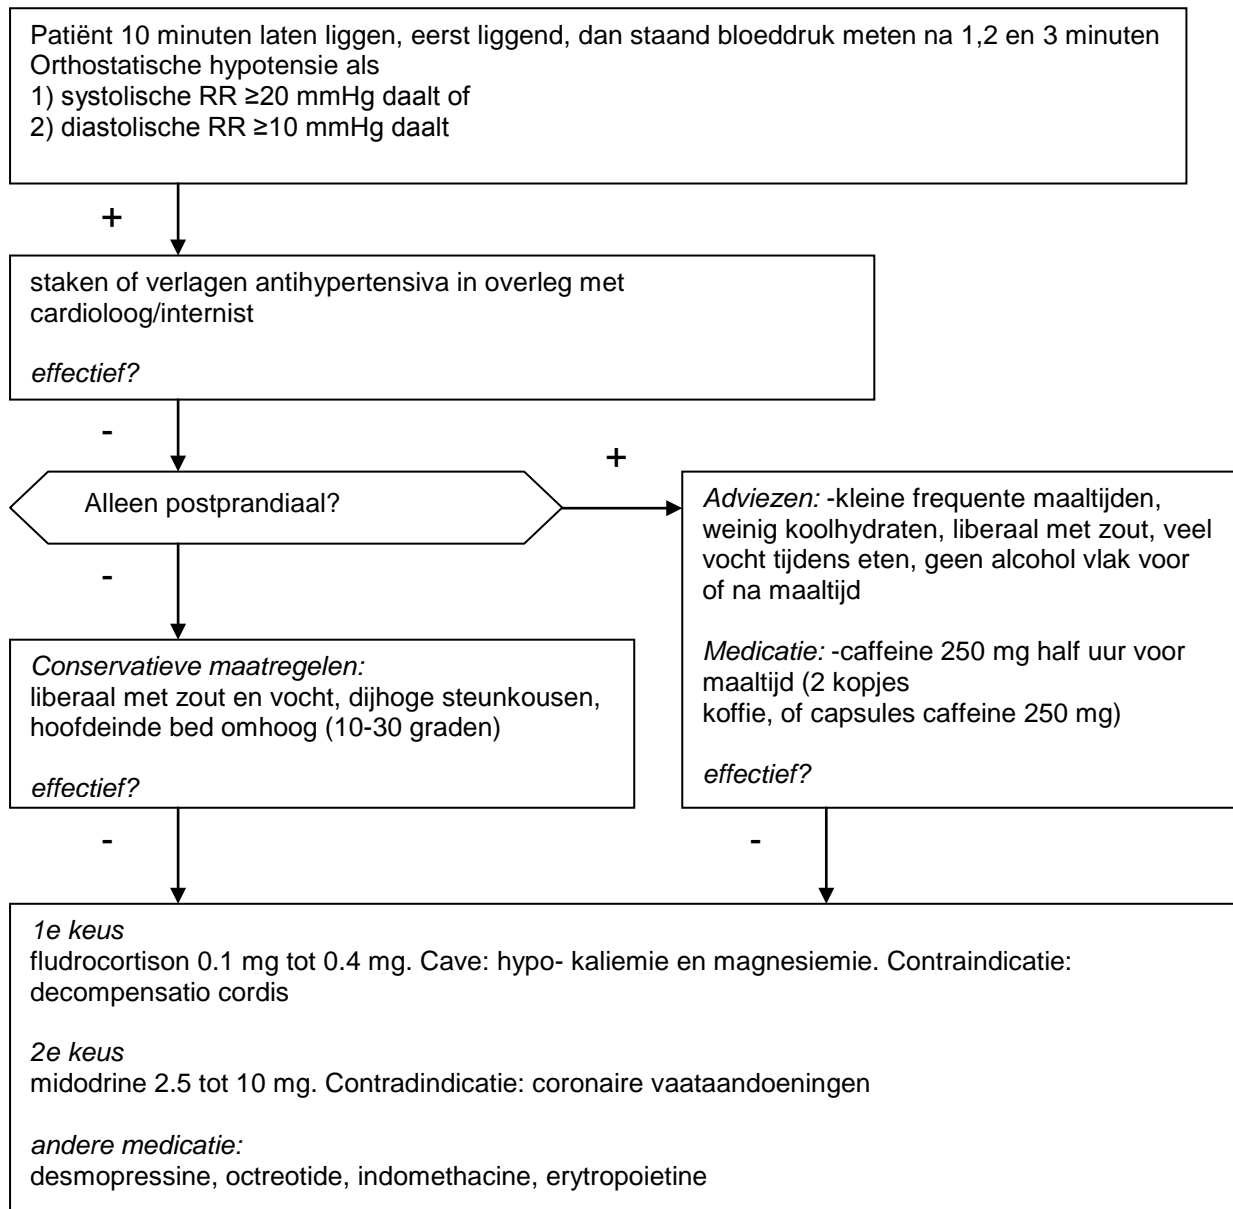 Patiënt 10 minuten laten liggen, eerst liggend, dan staand bloeddruk meten na 1,2 en 3 minuten
Orthostatische hypotensie als
1) systolische RR ≥20 mmHg daalt of
2) diastolische RR ≥10 mmHg daalt
+
staken of verlagen antihypertensiva in overleg met
cardioloog/internist
effectief?
-
Alleen postprandiaal?
+
Adviezen: -kleine frequente maaltijden,
weinig koolhydraten, liberaal met zout, veel
vocht tijdens eten, geen alcohol vlak voor
of na maaltijd
Medicatie: -caffeine 250 mg half uur voor
maaltijd (2 kopjes
koffie, of capsules caffeine 250 mg)
effectief?
-
-
Conservatieve maatregelen:
liberaal met zout en vocht, dijhoge steunkousen,
hoofdeinde bed omhoog (10-30 graden)
effectief?
-
1e keus
fludrocortison 0.1 mg tot 0.4 mg. Cave: hypo- kaliemie en magnesiemie. Contraindicatie:
decompensatio cordis
2e keus
midodrine 2.5 tot 10 mg. Contradindicatie: coronaire vaataandoeningen
andere medicatie:
desmopressine, octreotide, indomethacine, erytropoietine